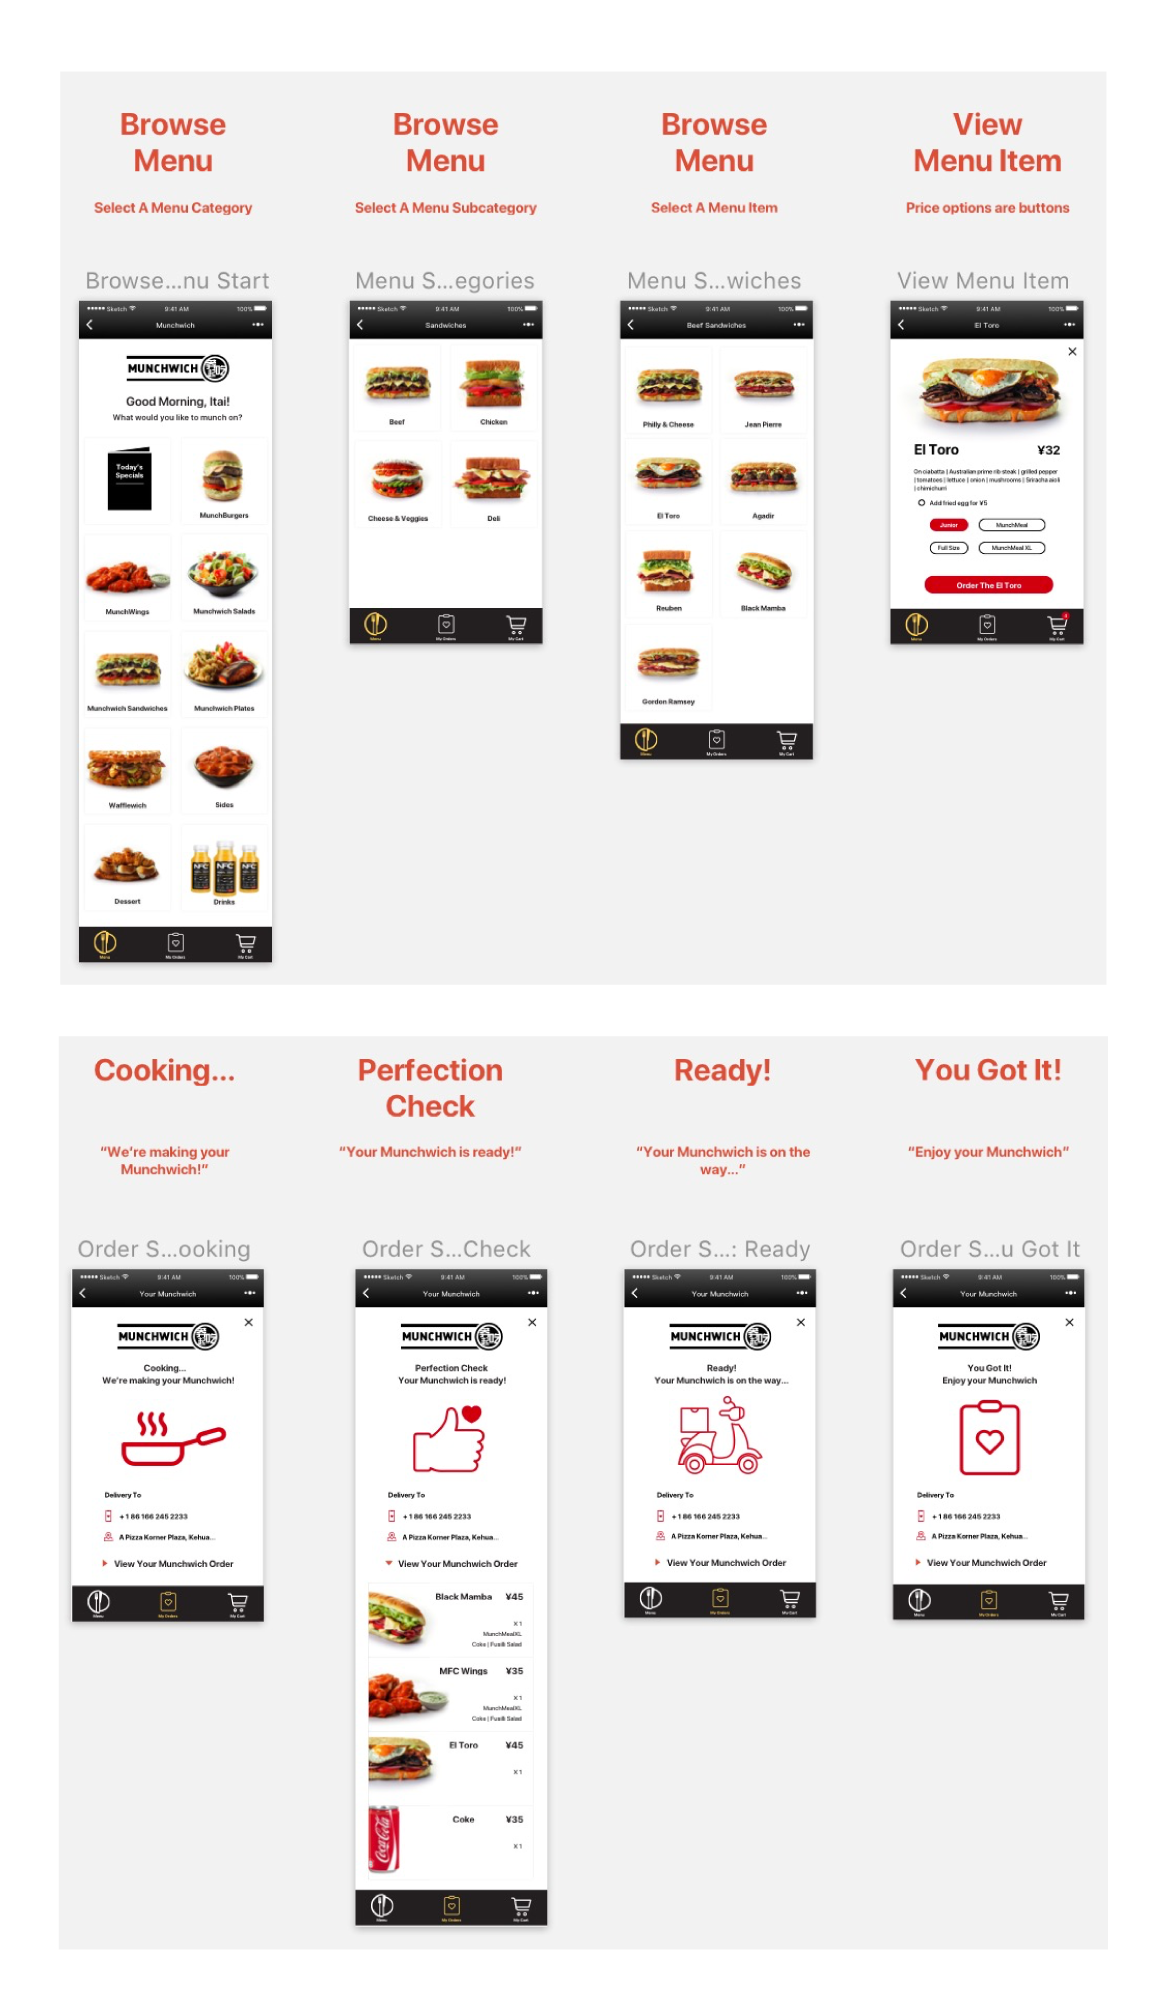 Browse
Menu
Select A Menu Category
Browse
Menu
Select A Menu Subcategory
Browse
Menu
Select A Menu Item
View
Menu Item
Price options are buttons
Browse...nu Start
Sketch 9:41 AM 100%
Munchwich
MUNCHWICH
Good Morning, Itai!
What would you like to munch on?
Today's
Specials
MunchBurgers
MunchWings
Munchwich Salads
Munchwich Sandwiches
Munchwich Plates
Wafflewich
Sides
Dessert
NFC NFC NFC
Drinks
Menu My Orders My Cart
Menu S...egories
Sketch 9:41 AM 100%
Sandwiches
Beef
Chicken
Cheese & Veggies
Deli
Menu My Orders My Cart
Menu S...wiches
Sketch 9:41 AM 100%
Beef Sandwiches
Philly & Cheese
Jean Pierre
El Toro
Agadir
Reuben
Black Mamba
Gordon Ramsey
Menu My Orders My Cart
View Menu Item
Sketch 9:41 AM 100%
El Toro
El Toro ¥32
On ciabatta | Australian prime rib steak | grilled pepper
| tomatoes | lettuce | onion | mushrooms | Sriracha aioli
| chimichurri
Add fried egg for ¥5
Junior MunchMeal
Full Size MunchMeal XL
Order The El Toro
Menu My Orders My Cart
Cooking...
"We're making your
Munchwich!"
Perfection
Check
"Your Munchwich is ready!"
Ready!
"Your Munchwich is on the
way..."
You Got It!
"Enjoy your Munchwich"
Order S...ooking
Sketch 9:41 AM 100%
Your Munchwich
MUNCHWICH
Cooking...
We're making your Munchwich!
Delivery To
+ 1 86 166 245 2233
A Pizza Korner Plaza, Kehua...
View Your Munchwich Order
Menu My Orders My Cart
Order S...Check
Sketch 9:41 AM 100%
Your Munchwich
MUNCHWICH
Perfection Check
Your Munchwich is ready!
Delivery To
+ 1 86 166 245 2233
A Pizza Korner Plaza, Kehua...
View Your Munchwich Order
Black Mamba ¥45
X 1
MunchMealXL
Coke | Fusilli Salad
MFC Wings ¥35
X 1
MunchMealXL
Coke | Fusilli Salad
El Toro ¥45
X 1
Coca-Cola
Coke ¥35
X 1
Menu My Orders My Cart
Order S...: Ready
Sketch 9:41 AM 100%
Your Munchwich
MUNCHWICH
Ready!
Your Munchwich is on the way...
Delivery To
+ 1 86 166 245 2233
A Pizza Korner Plaza, Kehua...
View Your Munchwich Order
Menu My Orders My Cart
Order S...u Got It
Sketch 9:41 AM 100%
Your Munchwich
MUNCHWICH
You Got It!
Enjoy your Munchwich
Delivery To
+ 1 86 166 245 2233
A Pizza Korner Plaza, Kehua...
View Your Munchwich Order
Menu My Orders My Cart